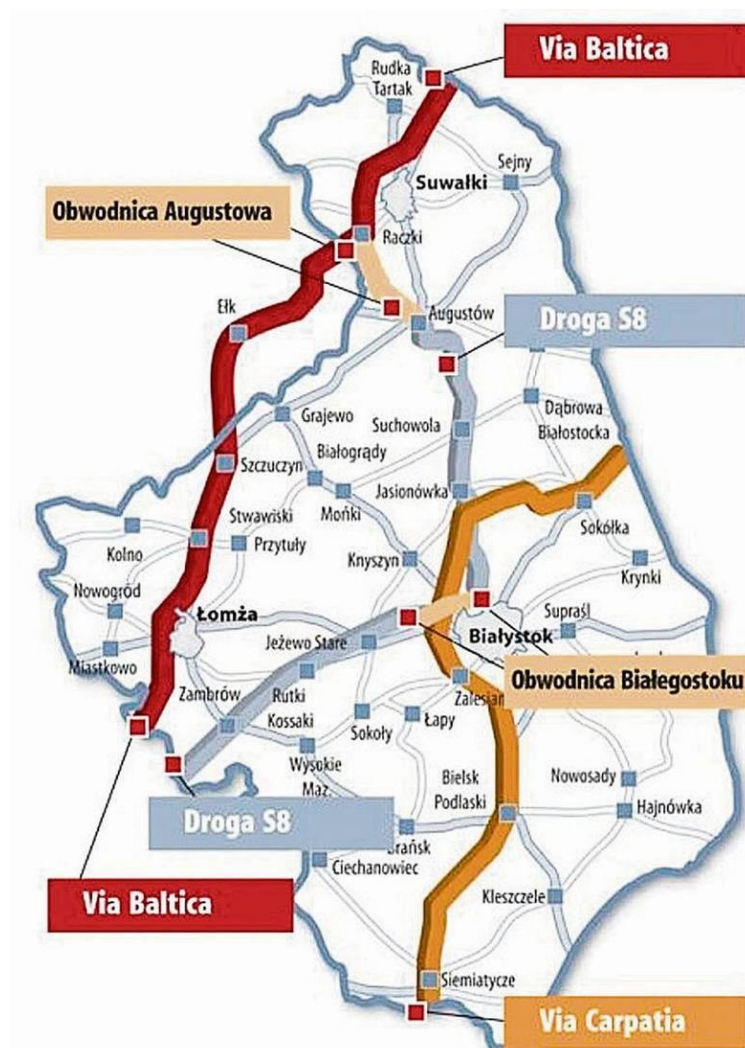 Via Baltica
Rudka
Tartak
Sejny
Suwałki
Obwodnica Augustowa
Raczki
Ełk
Augustów
Droga S8
Grajewo
Suchowola
Dąbrowa
Białostocka
Białogrądy
Szczuczyn
Jasionówka
Mońki
Stwawiski
Sokółka
Kolno
Przytuły
Knyszyn
Krynki
Nowogród
Łomża
Supraśl
Białystok
Jeżewo Stare
Miastkowo
Obwodnica Białegostoku
Zambrów
Rutki
Kossaki
Zalesian
Sokoły
Łapy
Wysokie
Maz.
Bielsk
Podlaski
Nowosady
Hajnówka
Droga S8
Brańsk
Ciechanowiec
Via Baltica
Kleszczele
Siemiatycze
Via Carpatia